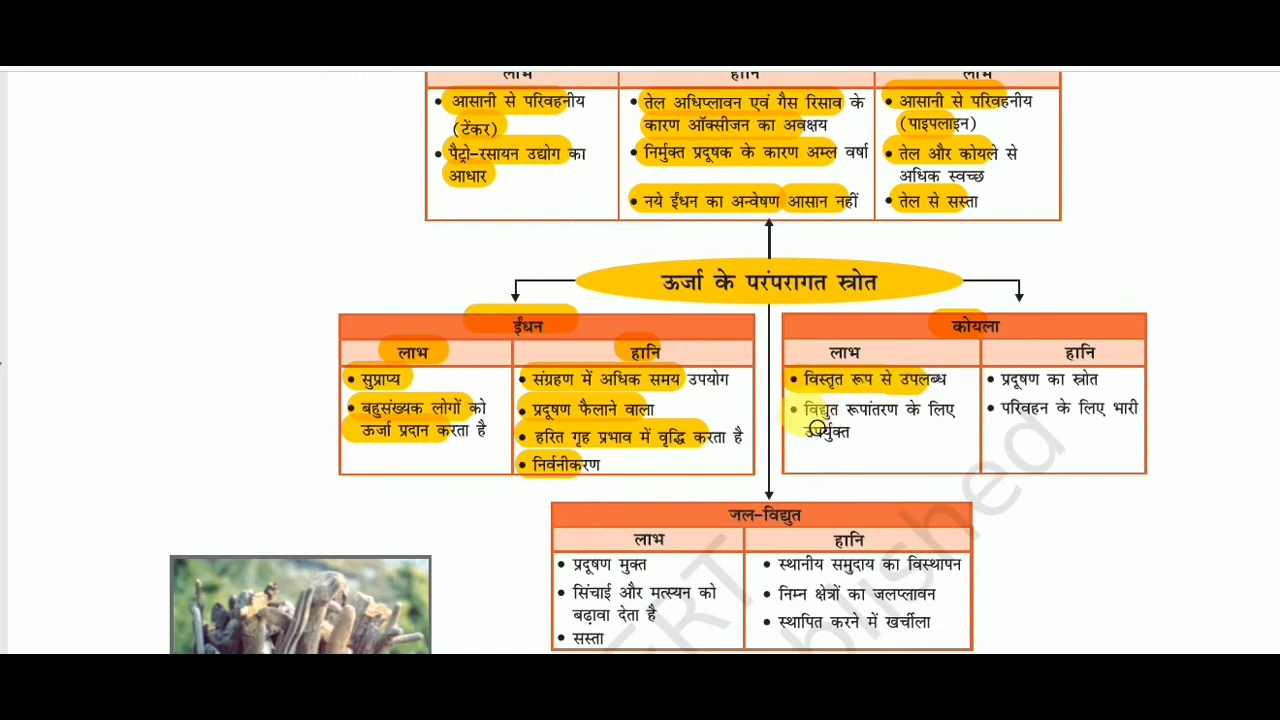 लाभ हानि लाभ
• आसानी से परिवहनीय
(टेंकर)
• पैट्रो-रसायन उद्योग का
आधार
• तेल अधिप्लावन एवं गैस रिसाव के
कारण ऑक्सीजन का अवक्षय
• निर्मुक्त प्रदूषक के कारण अम्ल वर्षा
• नये ईंधन का अन्वेषण आसान नहीं
• आसानी से परिवहनीय
(पाइपलाइन)
• तेल और कोयले से
अधिक स्वच्छ
• तेल से सस्ता
ऊर्जा के परंपरागत स्त्रोत
ईंधन
लाभ हानि
• सुप्राप्य
• बहुसंख्यक लोगों को
ऊर्जा प्रदान करता है
• संग्रहण में अधिक समय उपयोग
• प्रदूषण फैलाने वाला
• हरित गृह प्रभाव में वृद्धि करता है
• निर्वनीकरण
कोयला
लाभ हानि
• विस्तृत रूप से उपलब्ध
• विद्युत रूपांतरण के लिए
उपर्युक्त
• प्रदूषण का स्रोत
• परिवहन के लिए भारी
जल-विद्युत
लाभ हानि
• प्रदूषण मुक्त
• सिंचाई और मत्स्यन को
बढ़ावा देता है
• सस्ता
• स्थानीय समुदाय का विस्थापन
• निम्न क्षेत्रों का जलप्लावन
• स्थापित करने में खर्चीला